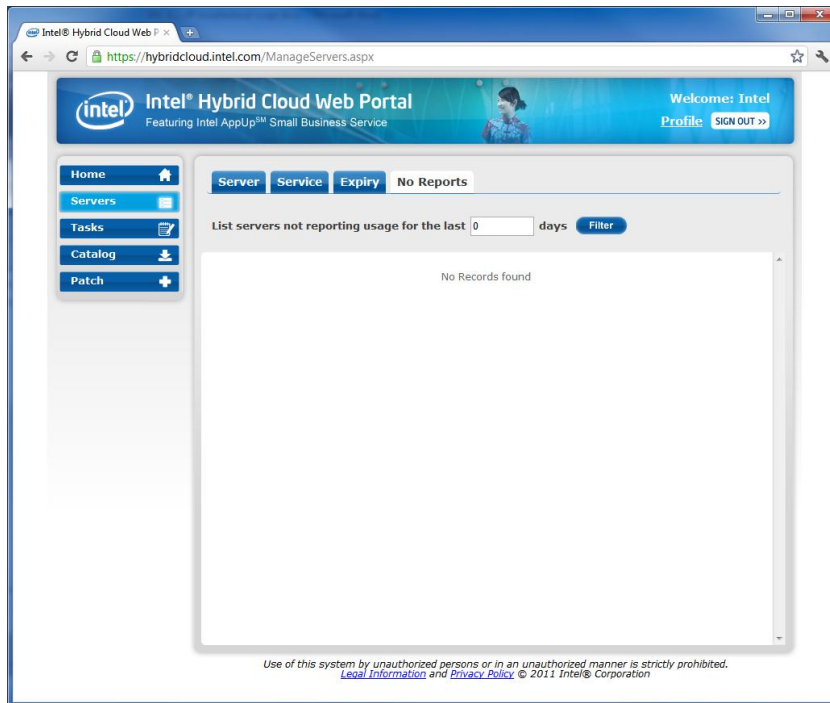 Intel® Hybrid Cloud Web P
https://hybridcloud.intel.com/ManageServers.aspx
intel
Intel® Hybrid Cloud Web Portal
Featuring Intel AppUp℠ Small Business Service
Welcome: Intel
Profile SIGN OUT >>
Home
Servers
Tasks
Catalog
Patch
Server Service Expiry No Reports
List servers not reporting usage for the last 0 days Filter
No Records found
Use of this system by unauthorized persons or in an unauthorized manner is strictly prohibited.
Legal Information and Privacy Policy © 2011 Intel® Corporation